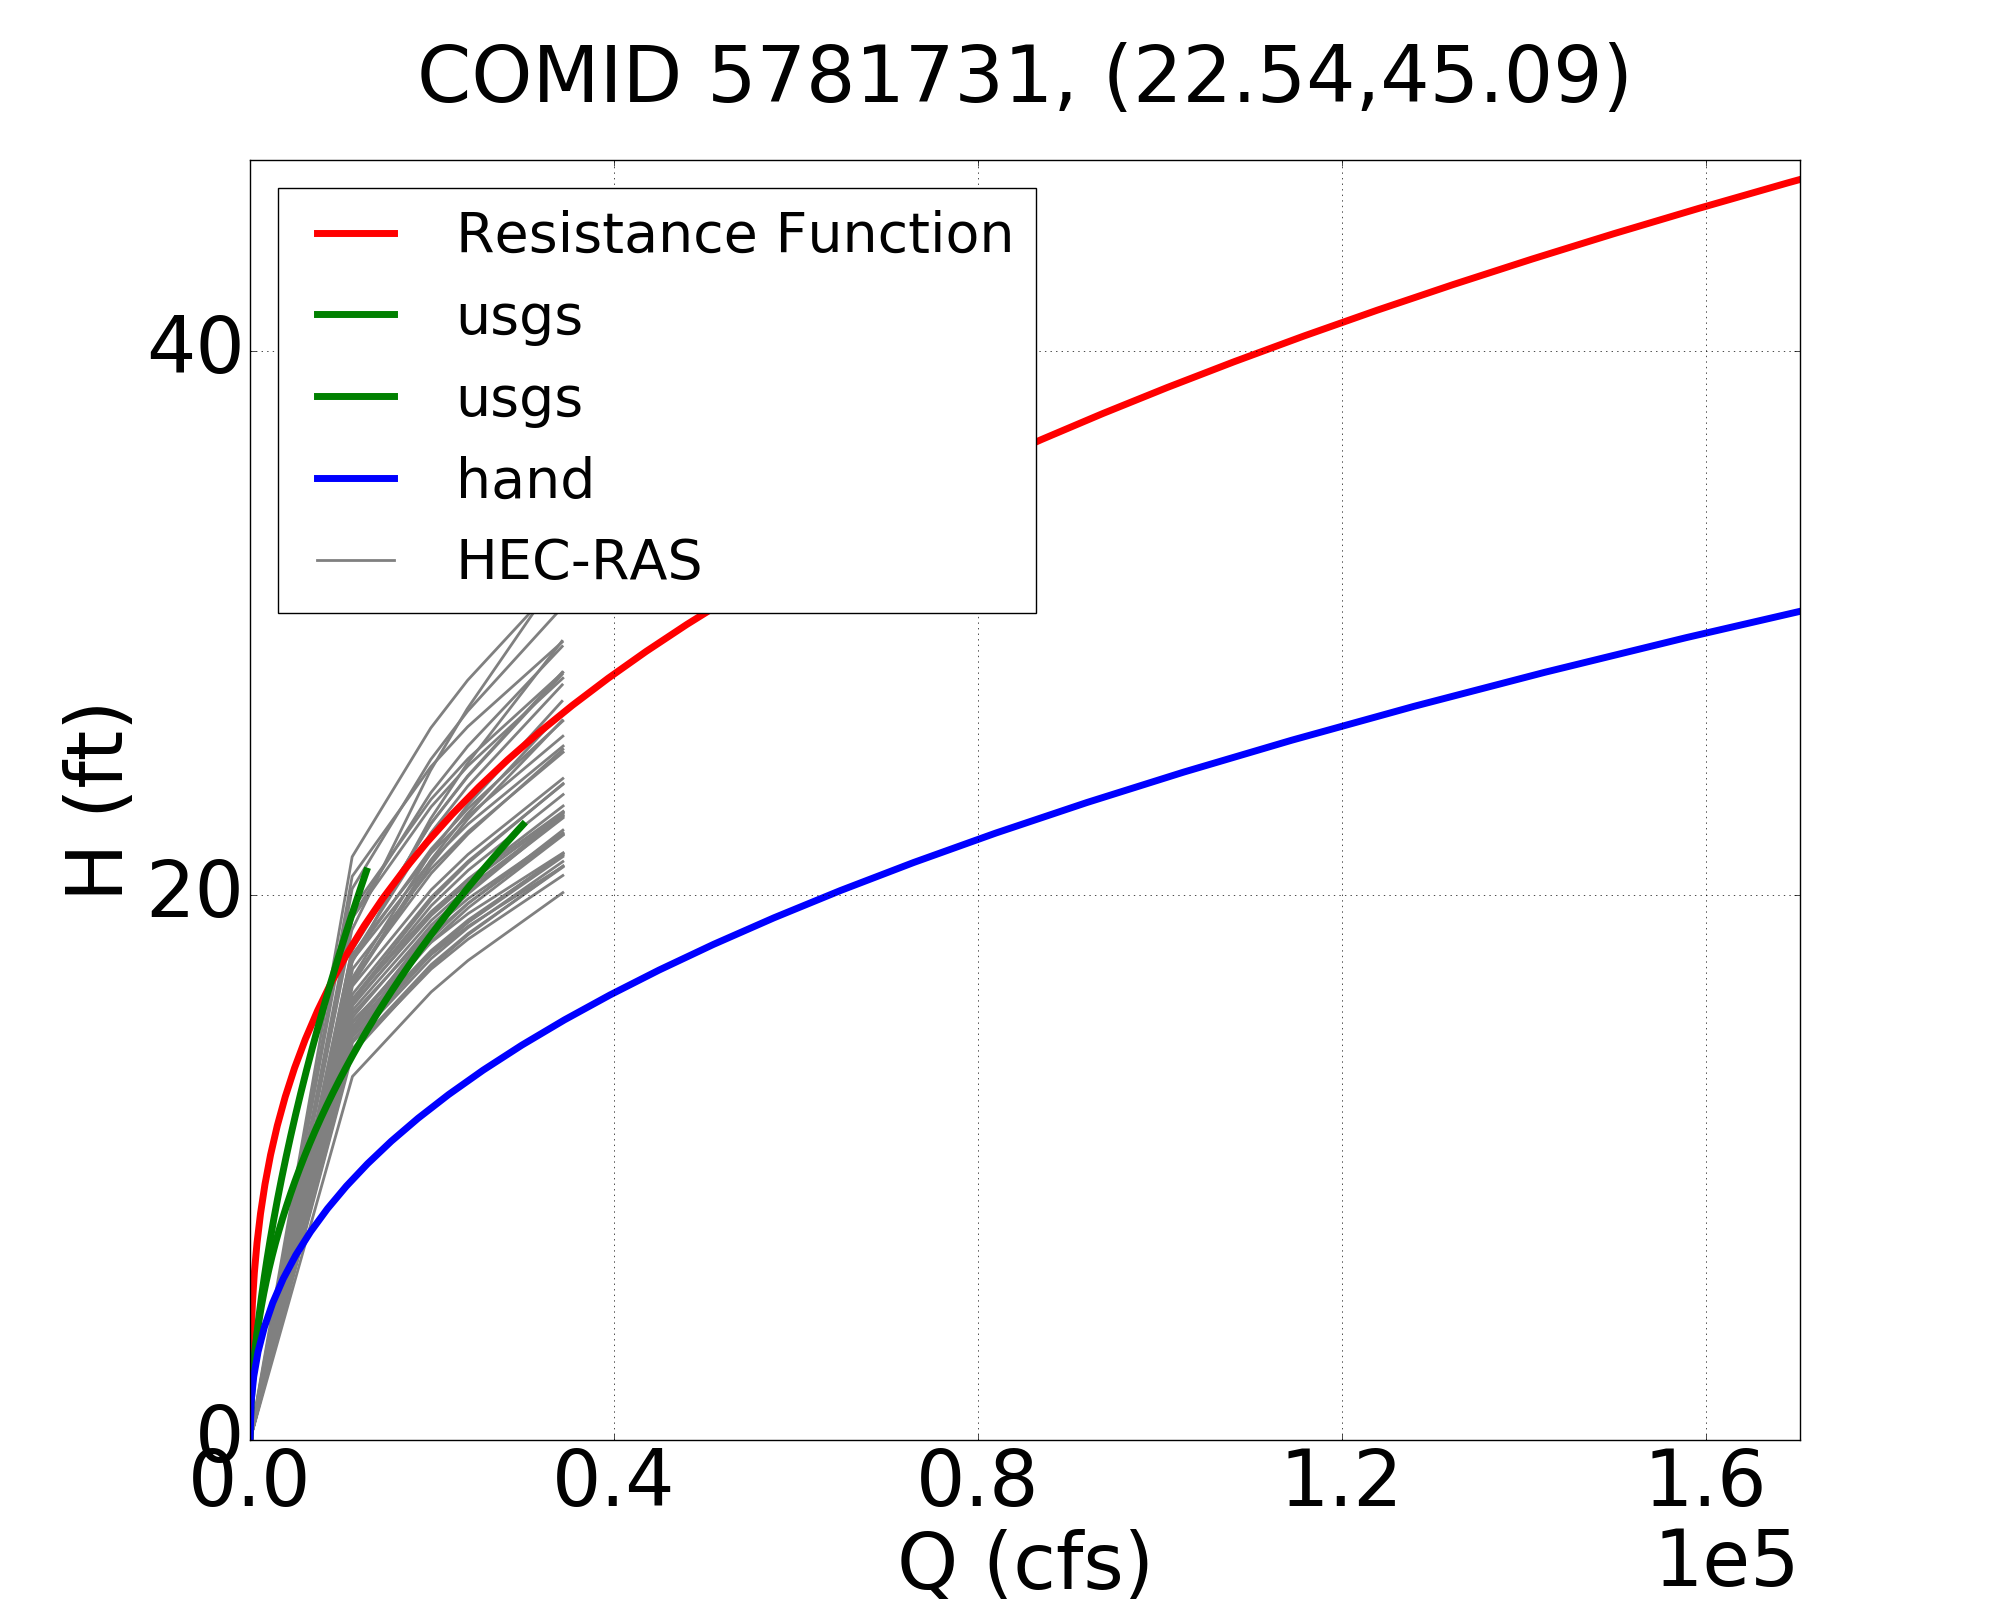 COMID 5781731, (22.54,45.09)
Resistance Function
usgs
usgs
hand
HEC-RAS
H (ft)
40
20
0
0.0 0.4 0.8 1.2 1.6
Q (cfs)
1e5